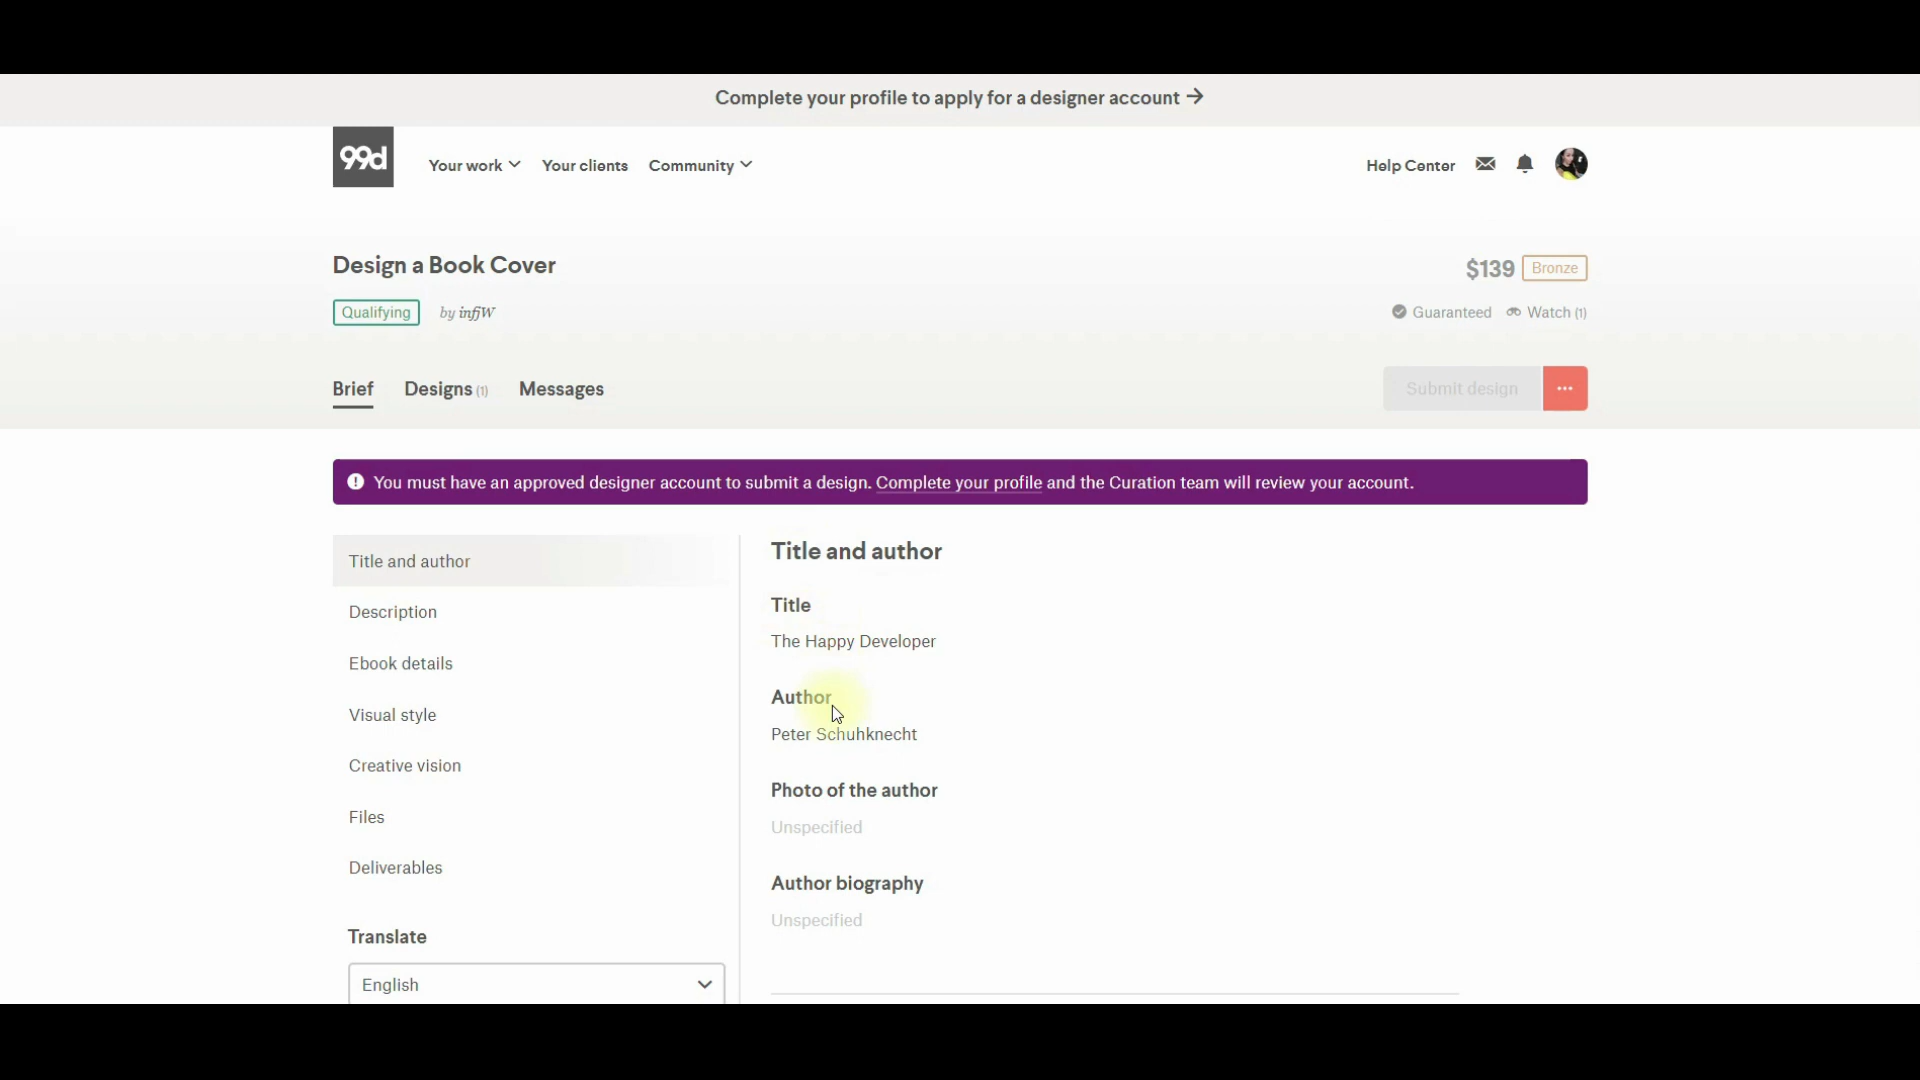 Complete your profile to apply for a designer account →
99d
Your work
Your clients
Community
Help Center
Design a Book Cover
$139
Bronze
Qualifying
by infjW
Guaranteed
Watch (1)
Brief
Designs (1)
Messages
Submit design
...
You must have an approved designer account to submit a design. Complete your profile and the Curation team will review your account.
Title and author
Description
Ebook details
Visual style
Creative vision
Files
Deliverables
Translate
English
Title and author
Title
The Happy Developer
Author
Peter Schuhknecht
Photo of the author
Unspecified
Author biography
Unspecified